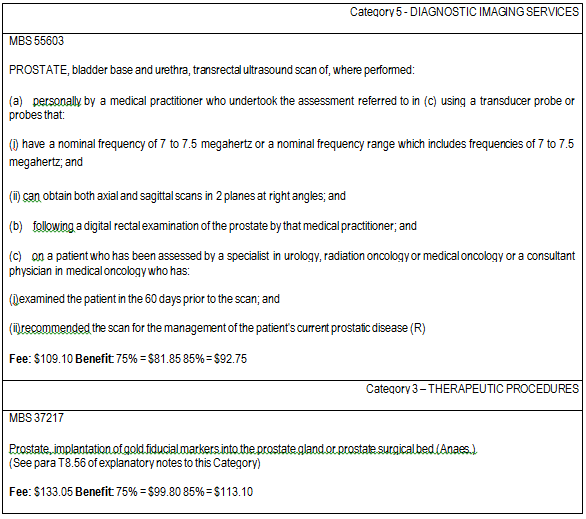 Category 5 - DIAGNOSTIC IMAGING SERVICES
MBS 55603
PROSTATE, bladder base and urethra, transrectal ultrasound scan of, where performed:
(a) personally by a medical practitioner who undertook the assessment referred to in (c) using a transducer probe or
probes that:
(i) have a nominal frequency of 7 to 7.5 megahertz or a nominal frequency range which includes frequencies of 7 to 7.5
megahertz; and
(ii) can obtain both axial and sagittal scans in 2 planes at right angles; and
(b) following a digital rectal examination of the prostate by that medical practitioner; and
(c) on a patient who has been assessed by a specialist in urology, radiation oncology or medical oncology or a consultant
physician in medical oncology who has:
(i)examined the patient in the 60 days prior to the scan; and
(ii)recommended the scan for the management of the patient's current prostatic disease (R)
Fee: $109.10 Benefit: 75% = $81.85 85% = $92.75
Category 3 – THERAPEUTIC PROCEDURES
MBS 37217
Prostate, implantation of gold fiducial markers into the prostate gland or prostate surgical bed (Anaes.)
(See para T8.56 of explanatory notes to this Category)
Fee: $133.05 Benefit: 75% = $99.80 85% = $113.10